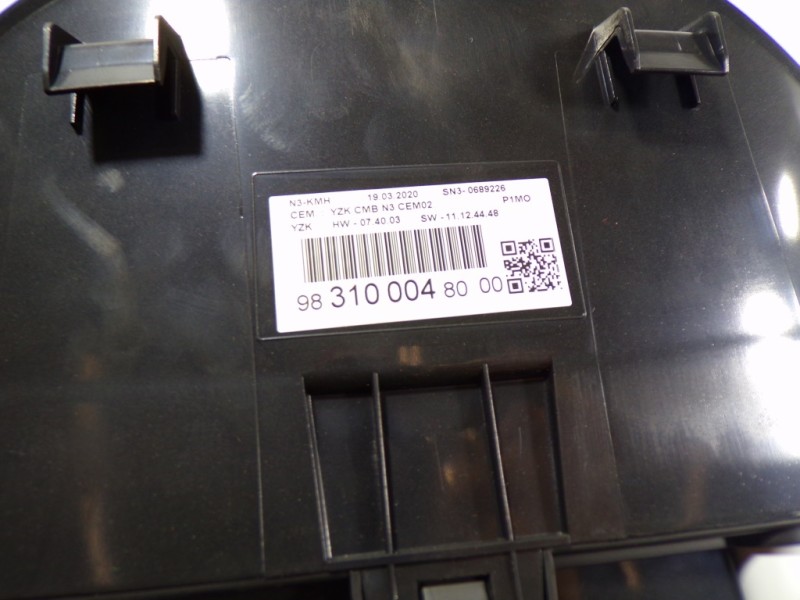 N3-KMH 19.03.2020 SN3-0689226
CEM YZK CMB N3 CEM02 P1MO
YZK HW - 07.40.03 SW - 11.12.44.48
98 310 004 80 00